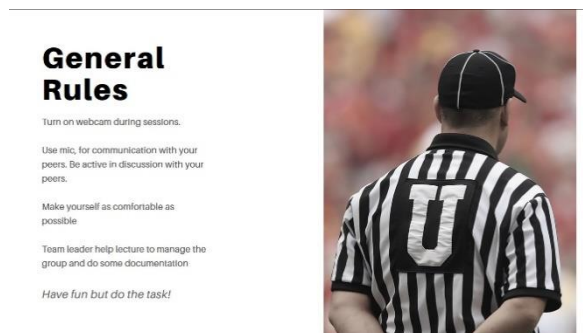 General
Rules
Turn on webcam during sessions.
Use mic, for communication with your
peers. Be active in discussion with your
peers.
Make yourself as comfortable as
possible
Team leader help lecture to manage the
group and do some documentation
Have fun but do the task!
U